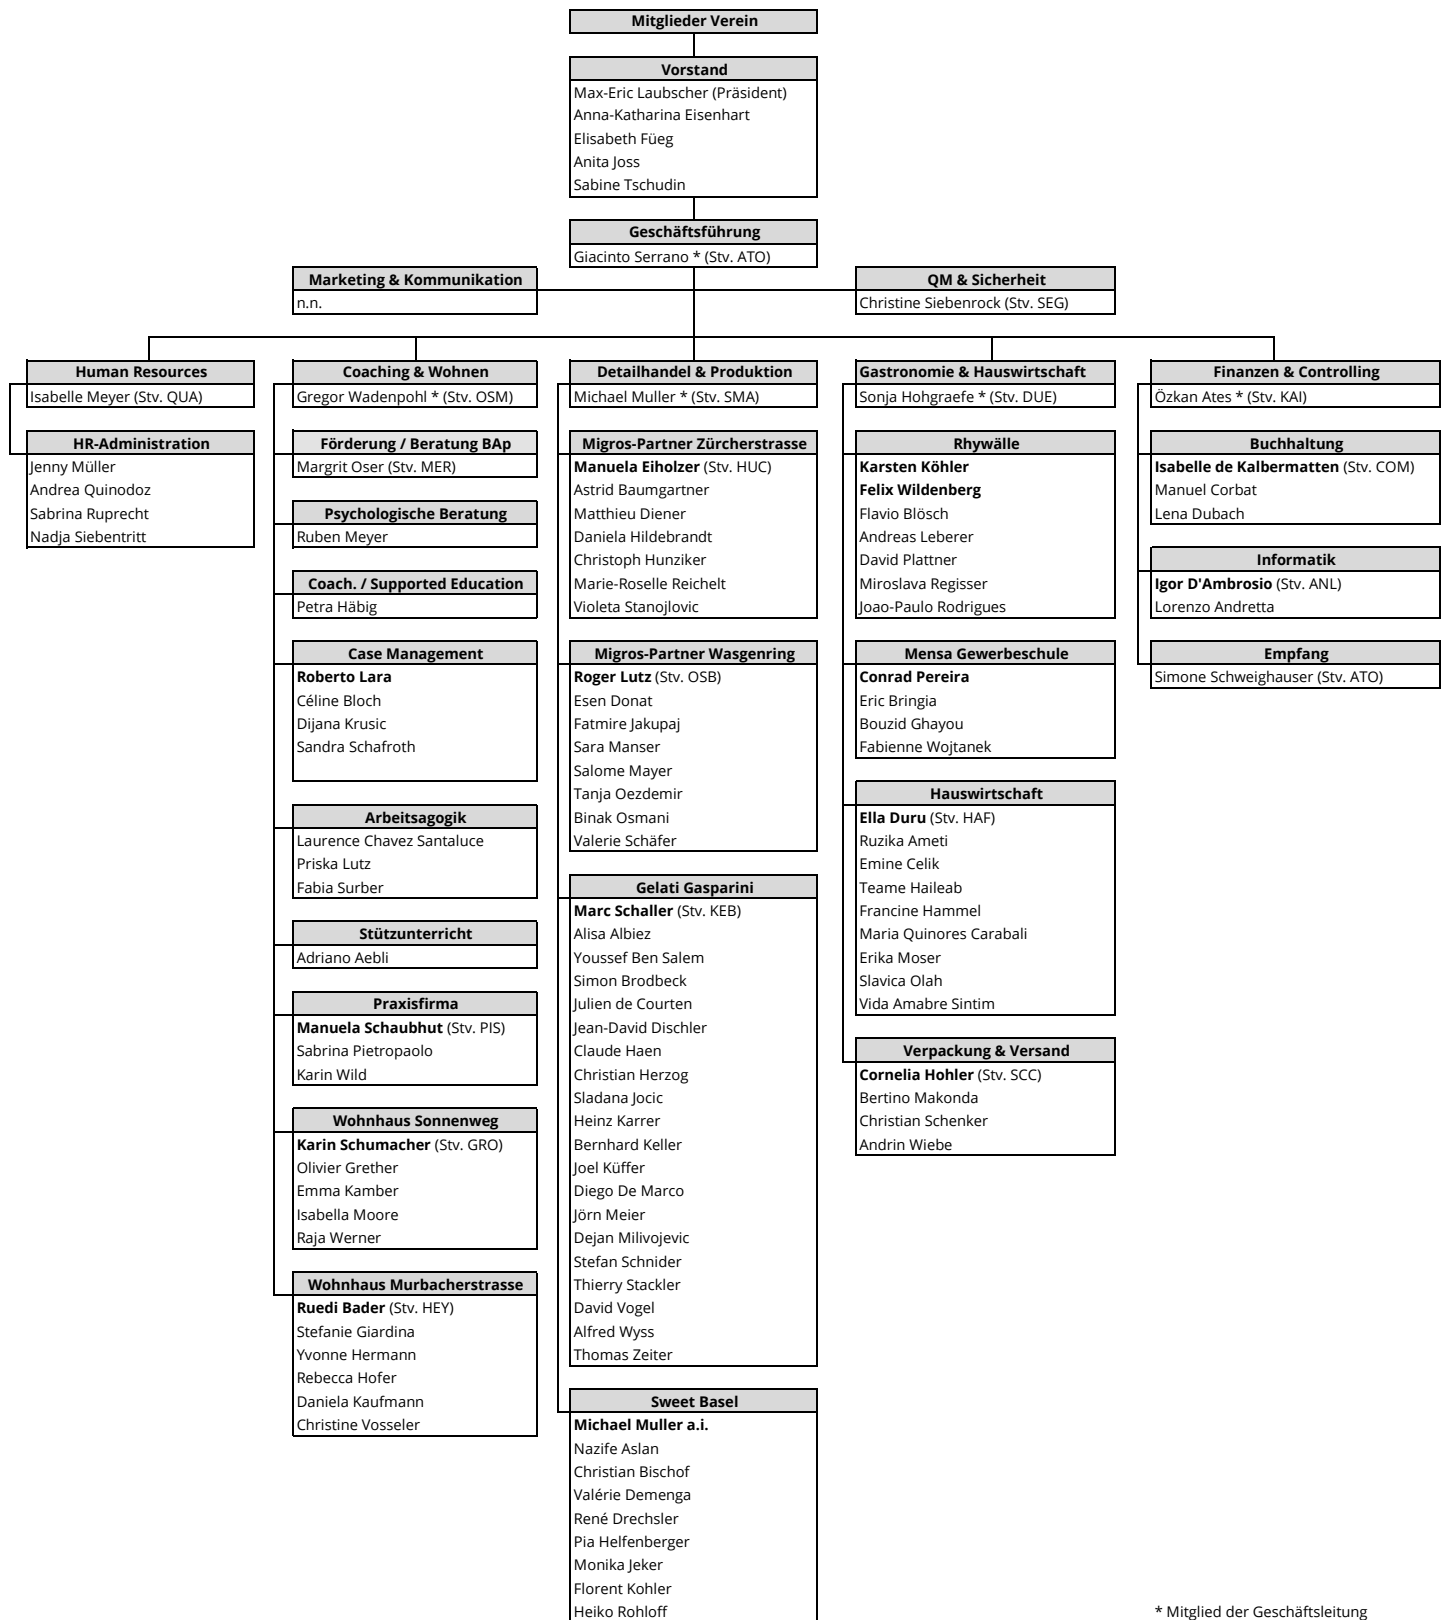 Mitglieder Verein
Vorstand
Max-Eric Laubscher (Präsident)
Anna-Katharina Eisenhart
Elisabeth Füeg
Anita Joss
Sabine Tschudin
Geschäftsführung
Giacinto Serrano * (Stv. ATO)
Marketing & Kommunikation
n.n.
QM & Sicherheit
Christine Siebenrock (Stv. SEG)
Human Resources
Isabelle Meyer (Stv. QUA)
HR-Administration
Jenny Müller
Andrea Quinodoz
Sabrina Ruprecht
Nadja Siebentritt
Coaching & Wohnen
Gregor Wadenpohl * (Stv. OSM)
Förderung / Beratung BAp
Margrit Oser (Stv. MER)
Psychologische Beratung
Ruben Meyer
Coach. / Supported Education
Petra Häbig
Case Management
Roberto Lara
Céline Bloch
Dijana Krusic
Sandra Schafroth
Arbeitsagogik
Laurence Chavez Santaluce
Priska Lutz
Fabia Surber
Stützunterricht
Adriano Aebli
Praxisfirma
Manuela Schaubhut (Stv. PIS)
Sabrina Pietropaolo
Karin Wild
Wohnhaus Sonnenweg
Karin Schumacher (Stv. GRO)
Olivier Grether
Emma Kamber
Isabella Moore
Raja Werner
Wohnhaus Murbacherstrasse
Ruedi Bader (Stv. HEY)
Stefanie Giardina
Yvonne Hermann
Rebecca Hofer
Daniela Kaufmann
Christine Vosseler
Detailhandel & Produktion
Michael Muller * (Stv. SMA)
Migros-Partner Zürcherstrasse
Manuela Eiholzer (Stv. HUC)
Astrid Baumgartner
Matthieu Diener
Daniela Hildebrandt
Christoph Hunziker
Marie-Roselle Reichelt
Violeta Stanojlovic
Migros-Partner Wasgenring
Roger Lutz (Stv. OSB)
Esen Donat
Fatmire Jakupaj
Sara Manser
Salome Mayer
Tanja Oezdemir
Binak Osmani
Valerie Schäfer
Gelati Gasparini
Marc Schaller (Stv. KEB)
Alisa Albiez
Youssef Ben Salem
Simon Brodbeck
Julien de Courten
Jean-David Dischler
Claude Haen
Christian Herzog
Sladana Jocic
Heinz Karrer
Bernhard Keller
Joel Küffer
Diego De Marco
Jörn Meier
Dejan Milivojevic
Stefan Schnider
Thierry Stackler
David Vogel
Alfred Wyss
Thomas Zeiter
Sweet Basel
Michael Muller a.i.
Nazife Aslan
Christian Bischof
Valérie Demenga
René Drechsler
Pia Helfenberger
Monika Jeker
Florent Kohler
Heiko Rohloff
Gastronomie & Hauswirtschaft
Sonja Hohgraefe * (Stv. DUE)
Rhywälle
Karsten Köhler
Felix Wildenberg
Flavio Blösch
Andreas Leberer
David Plattner
Miroslava Regisser
Joao-Paulo Rodrigues
Mensa Gewerbeschule
Conrad Pereira
Eric Bringia
Bouzid Ghayou
Fabienne Wojtanek
Hauswirtschaft
Ella Duru (Stv. HAF)
Ruzika Ameti
Emine Celik
Teame Haileab
Francine Hammel
Maria Quinores Carabali
Erika Moser
Slavica Olah
Vida Amabre Sintim
Verpackung & Versand
Cornelia Hohler (Stv. SCC)
Bertino Makonda
Christian Schenker
Andrin Wiebe
Finanzen & Controlling
Özkan Ates * (Stv. KAI)
Buchhaltung
Isabelle de Kalbermatten (Stv. COM)
Manuel Corbat
Lena Dubach
Informatik
Igor D'Ambrosio (Stv. ANL)
Lorenzo Andretta
Empfang
Simone Schweighauser (Stv. ATO)
* Mitglied der Geschäftsleitung